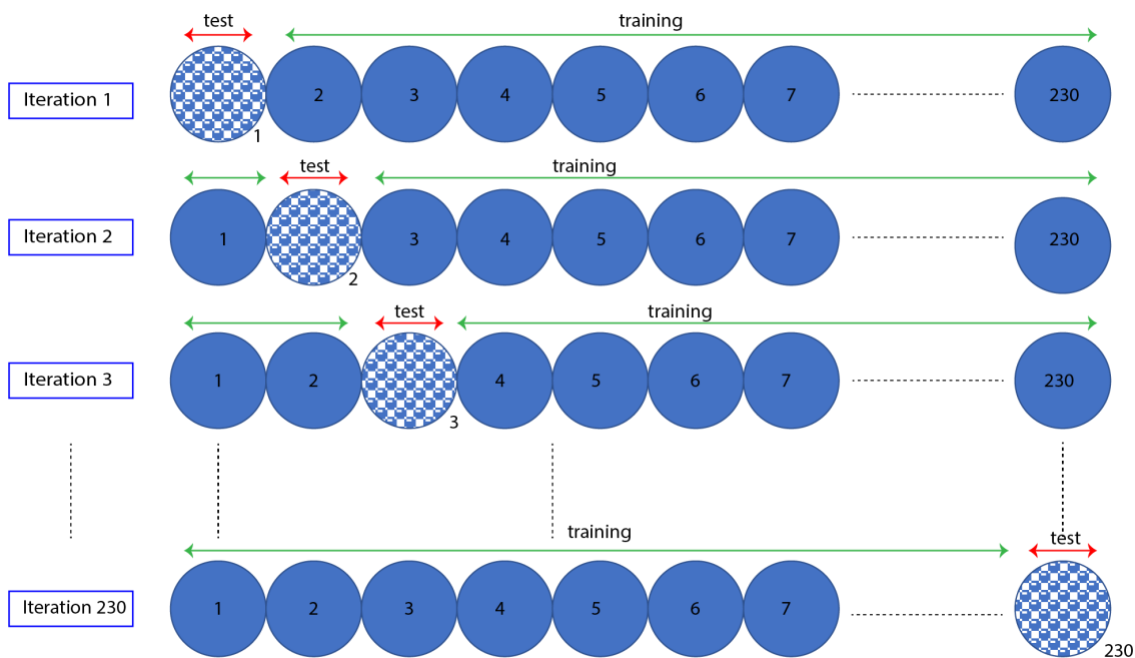 test training
Iteration 1 2 3 4 5 6 7 230
1
test training
Iteration 2 1 3 4 5 6 7 230
2
test training
Iteration 3 1 2 4 5 6 7 230
3
training
test
Iteration 230 1 2 3 4 5 6 7
230